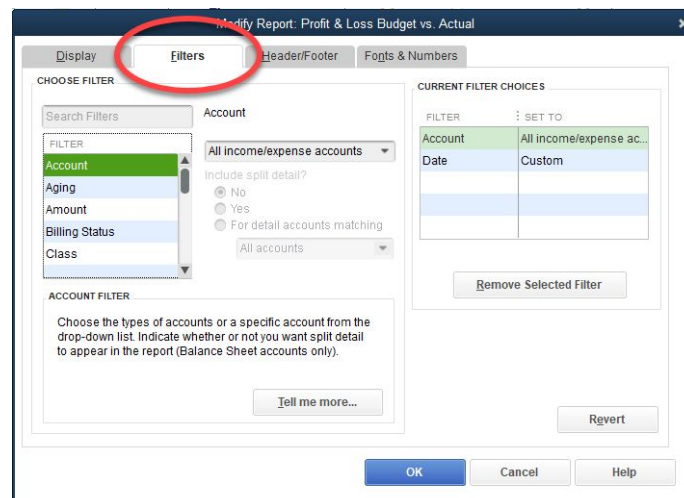 Modify Report: Profit & Loss Budget vs. Actual
Display
Filters
Header/Footer
Fonts & Numbers
CHOOSE FILTER
Search Filters
FILTER
Account
Aging
Amount
Billing Status
Class
Account
All income/expense accounts
Include split detail?
No
Yes
For detail accounts matching
All accounts
ACCOUNT FILTER
Choose the types of accounts or a specific account from the
drop-down list. Indicate whether or not you want split detail
to appear in the report (Balance Sheet accounts only).
Tell me more...
CURRENT FILTER CHOICES
FILTER SET TO
Account All income/expense ac...
Date Custom
Remove Selected Filter
Revert
OK
Cancel
Help